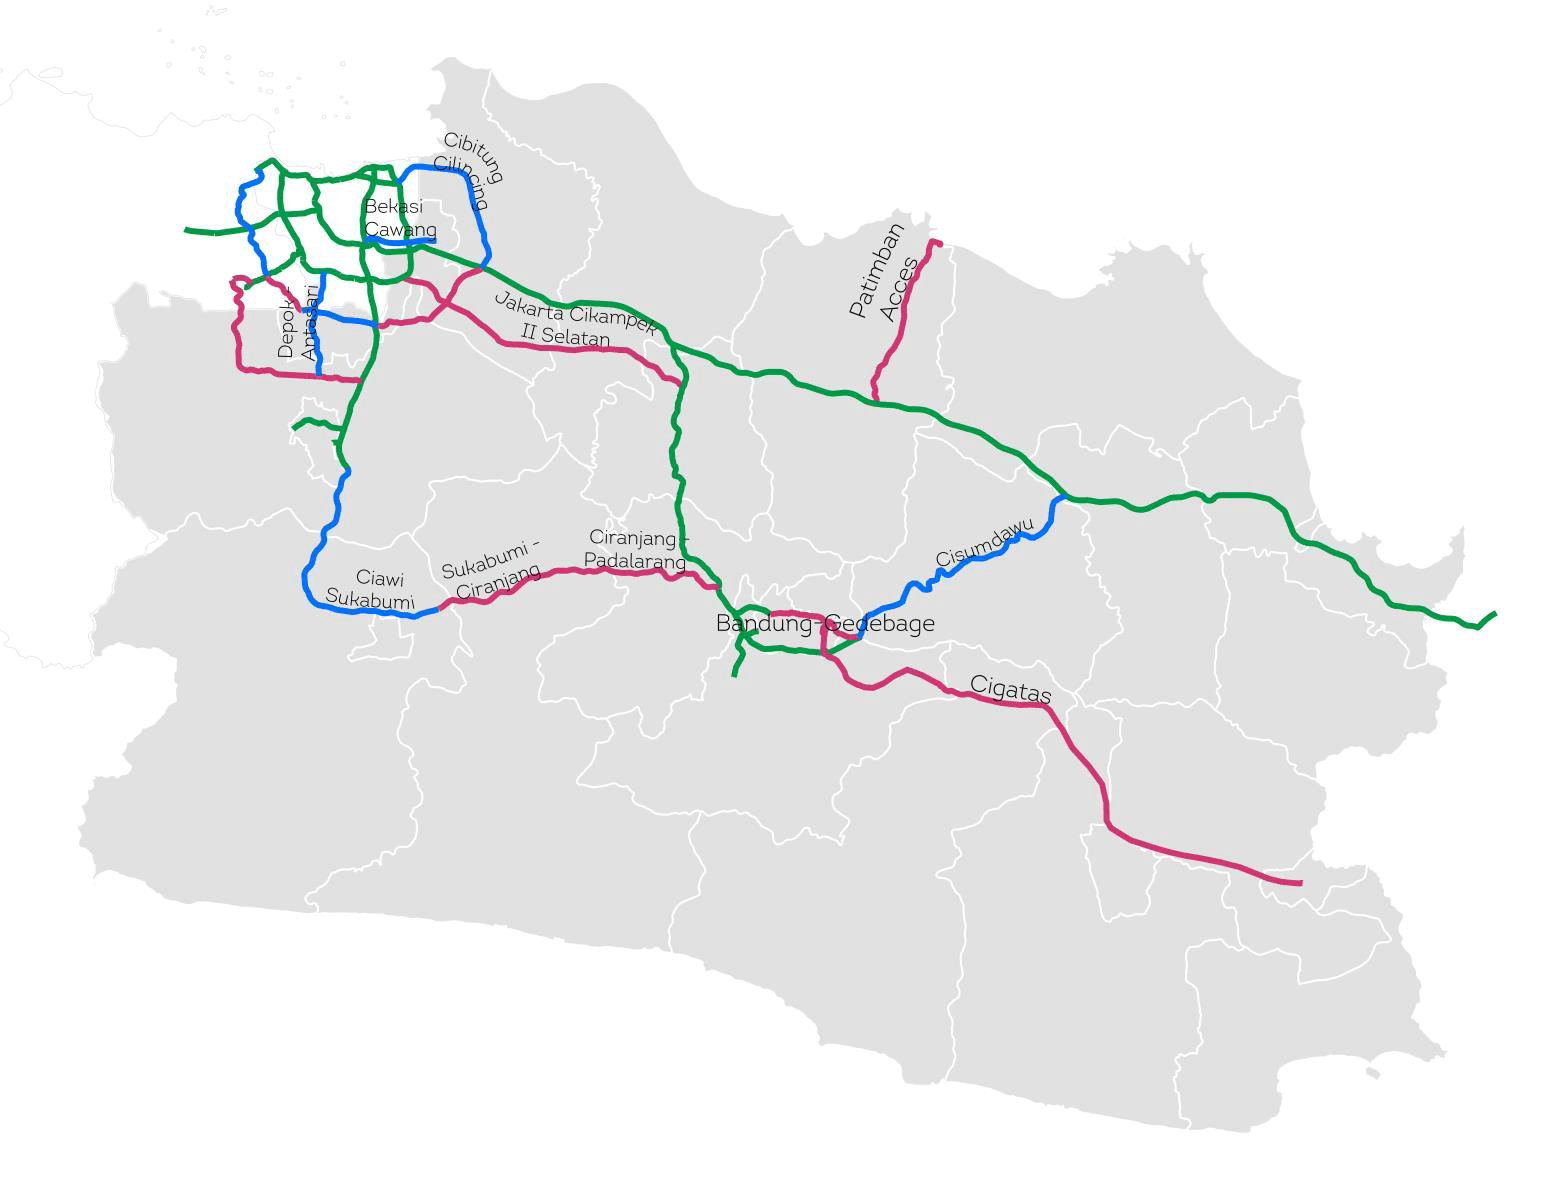 Cibitung
Cilincing
Bekasi
Cawang
Patimban
Acces
Depok-
Antasari
Jakarta Cikampek
II Selatan
Cisumdawu
Ciranjang -
Padalarang
Sukabumi -
Ciranjang
Ciawi
Sukabumi
Bandung-Gedebage
Cigatas